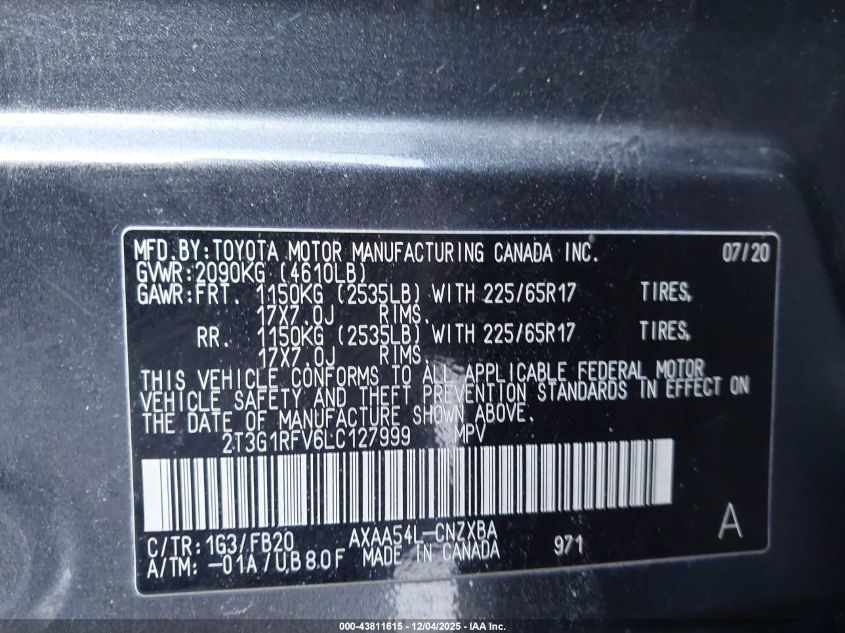 MFD.BY:TOYOTA MOTOR MANUFACTURING CANADA INC. 07/20
GVWR:2090KG (4610LB)
GAWR:FRT. 1150KG (2535LB) WITH 225/65R17 TIRES,
17X7.0J RIMS.
RR. 1150KG (2535LB) WITH 225/65R17 TIRES,
17X7.0J RIMS.
THIS VEHICLE CONFORMS TO ALL APPLICABLE FEDERAL MOTOR
VEHICLE SAFETY AND THEFT PREVENTION STANDARDS IN EFFECT ON
THE DATE OF MANUFACTURE SHOWN ABOVE.
2T3G1RFV6LC127999 MPV
C/TR:1G3/FB20 AXAA54L-CNZXBA A
A/TM: -01A/UB80F MADE IN CANADA 971
000-43811615 - 12/04/2025 - IAA Inc.